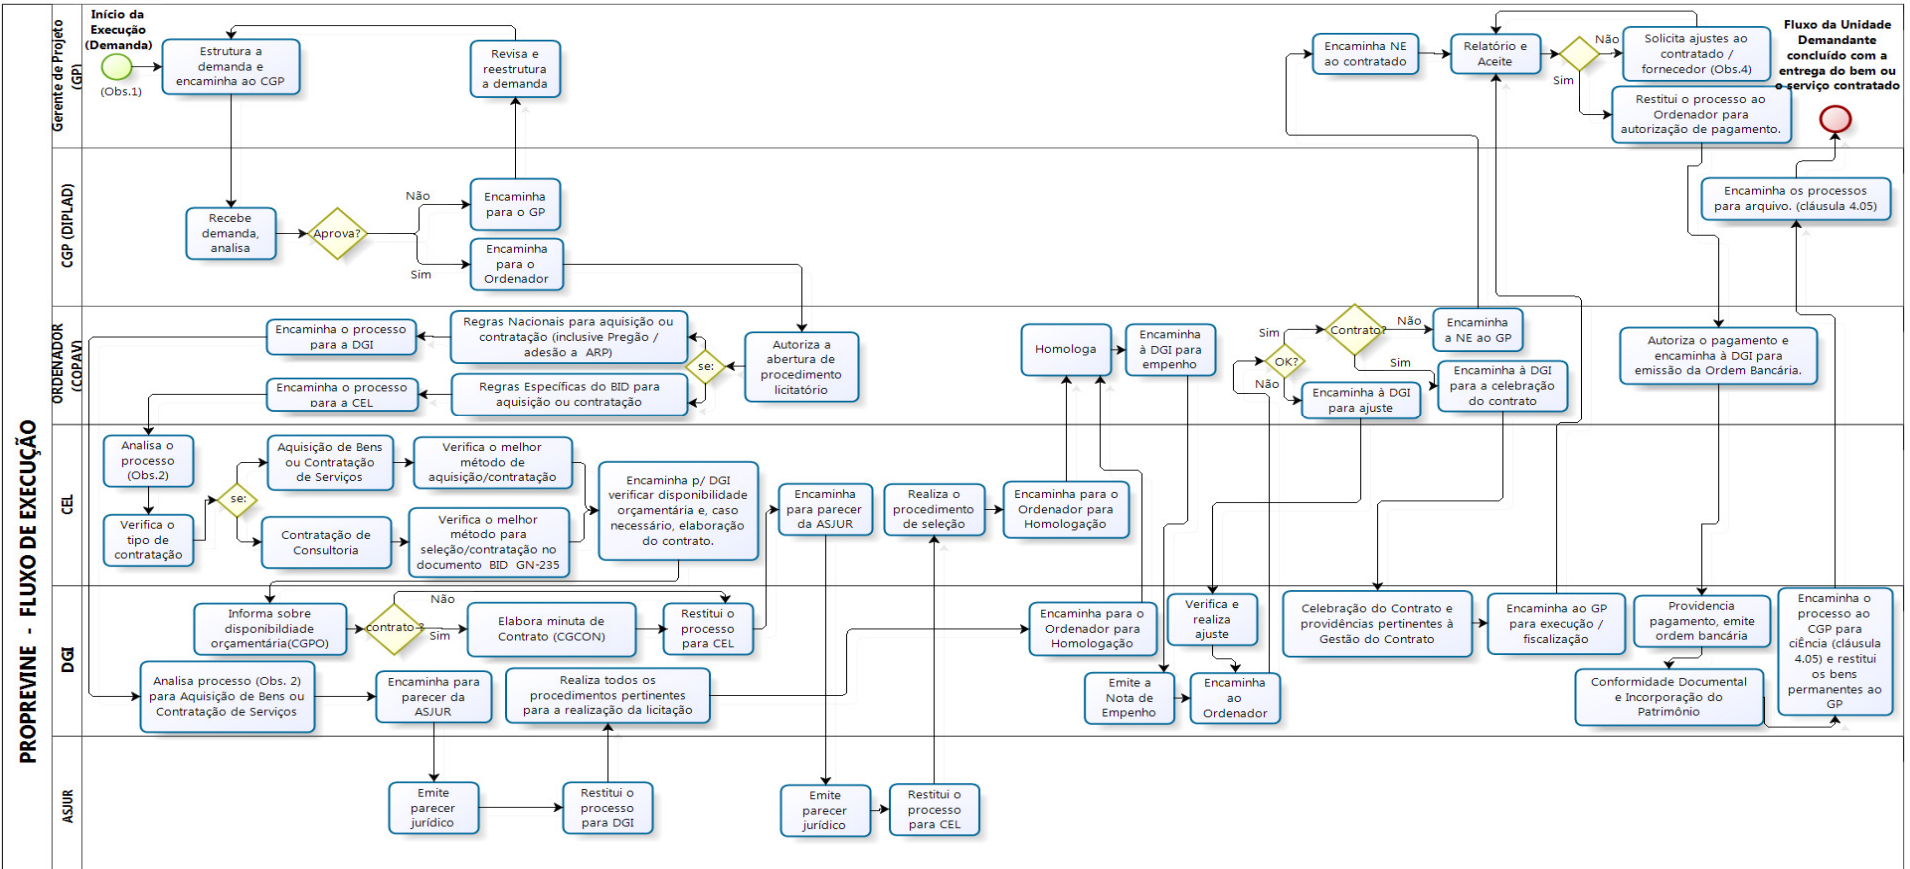 PROPREVINE - FLUXO DE EXECUÇÃO
Gerente de Projeto
(GP)
Início da
Execução
(Demanda)
(Obs.1)
Estrutura a
demanda e
encaminha ao CGP
Revisa e
reestrutura
a demanda
Encaminha NE
ao contratado
Relatório e
Aceite
Não
Sim
Solicita ajustes ao
contratado /
fornecedor (Obs.4)
Restitui o processo ao
Ordenador para
autorização de pagamento.
Fluxo da Unidade
Demandante
concluído com a
entrega do bem ou
o serviço contratado
CGP (DIPLAD)
Recebe
demanda,
analisa
Aprova?
Não
Sim
Encaminha
para o GP
Encaminha
para o
Ordenador
Encaminha os processos
para arquivo. (cláusula 4.05)
ORDENADOR
(COPAV)
Encaminha o processo
para a DGI
Regras Nacionais para aquisição ou
contratação (inclusive Pregão /
adesão a ARP)
Encaminha o processo
para a CEL
Regras Específicas do BID para
aquisição ou contratação
se:
Autoriza a
abertura de
procedimento
licitatório
Homologa
Encaminha
à DGI para
empenho
Sim
OK?
Não
Contrato?
Não
Sim
Encaminha
a NE ao GP
Encaminha à DGI
para ajuste
Encaminha à DGI
para a celebração
do contrato
Autoriza o pagamento e
encaminha à DGI para
emissão da Ordem Bancária.
CEL
Analisa o
processo
(Obs.2)
Verifica o
tipo de
contratação
se:
Aquisição de Bens
ou Contratação
de Serviços
Verifica o melhor
método de
aquisição/contratação
Contratação de
Consultoria
Verifica o melhor
método para
seleção/contratação no
documento BID GN-235
Encaminha p/ DGI
verificar disponibilidade
orçamentária e, caso
necessário, elaboração
do contrato.
Encaminha
para parecer
da ASJUR
Realiza o
procedimento
de seleção
Encaminha para o
Ordenador para
Homologação
DGI
Informa sobre
disponibildiade
orçamentária(CGPO)
contrato ?
Não
Sim
Elabora minuta de
Contrato (CGCON)
Restitui o
processo
para CEL
Analisa processo (Obs. 2)
para Aquisição de Bens ou
Contratação de Serviços
Encaminha para
parecer da
ASJUR
Realiza todos os
procedimentos pertinentes
para a realização da licitação
Encaminha para o
Ordenador para
Homologação
Emite a
Nota de
Empenho
Verifica e
realiza
ajuste
Encaminha
ao
Ordenador
Celebração do Contrato e
providências pertinentes à
Gestão do Contrato
Encaminha ao GP
para execução /
fiscalização
Providencia
pagamento, emite
ordem bancária
Conformidade Documental
e Incorporação do
Patrimônio
Encaminha o
processo ao
CGP para
ciÊncia (cláusula
4.05) e restitui
os bens
permanentes ao
GP
ASJUR
Emite
parecer
jurídico
Restitui o
processo
para DGI
Emite
parecer
jurídico
Restitui o
processo
para CEL